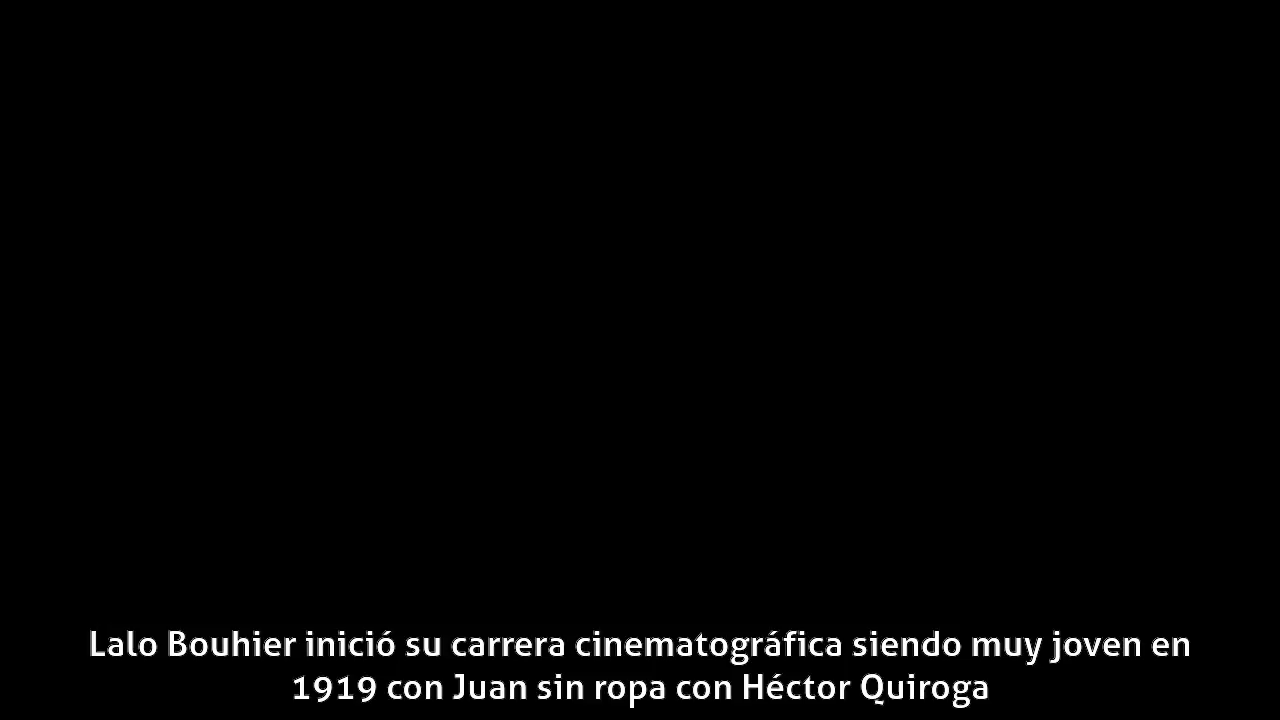 Lalo Bouhier inició su carrera cinematográfica siendo muy joven en
1919 con Juan sin ropa con Héctor Quiroga